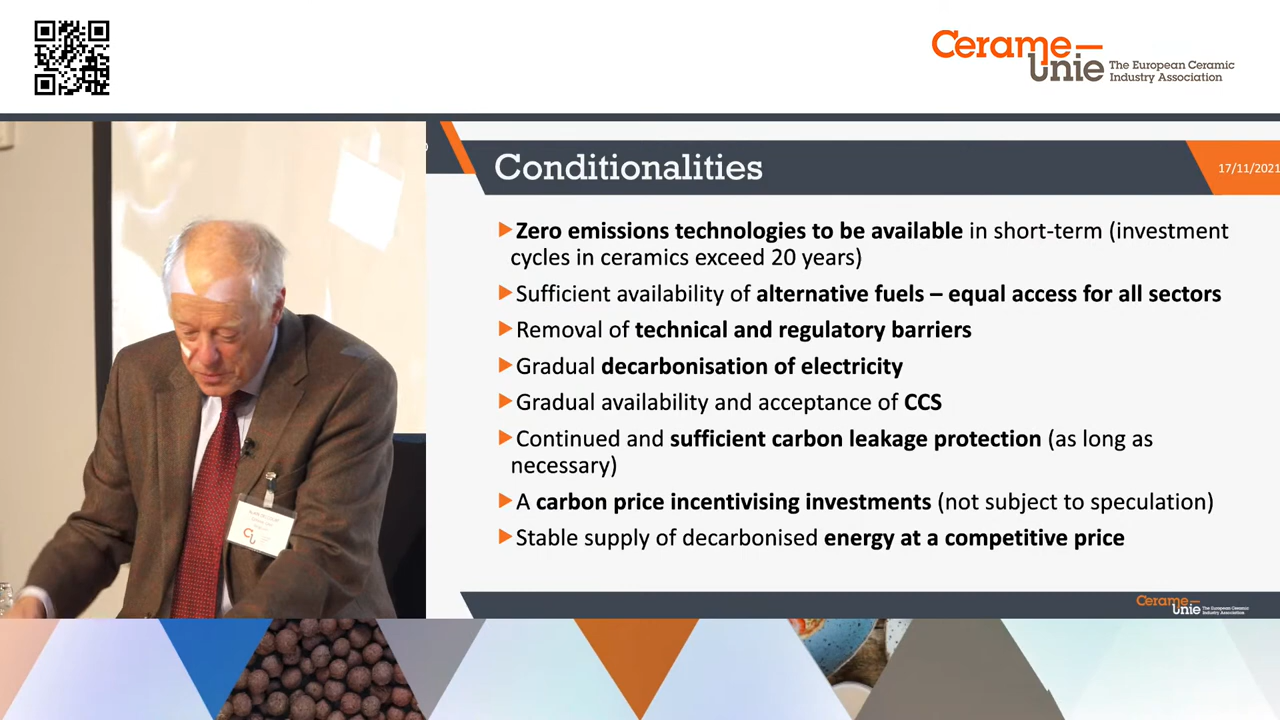 Cerame
Unie The European Ceramic
Industry Association
Conditionalities
17/11/2021
Zero emissions technologies to be available in short-term (investment
cycles in ceramics exceed 20 years)
Sufficient availability of alternative fuels – equal access for all sectors
Removal of technical and regulatory barriers
Gradual decarbonisation of electricity
Gradual availability and acceptance of CCS
Continued and sufficient carbon leakage protection (as long as
necessary)
A carbon price incentivising investments (not subject to speculation)
Stable supply of decarbonised energy at a competitive price
Cerame
Unie The European Ceramic
Industry Association